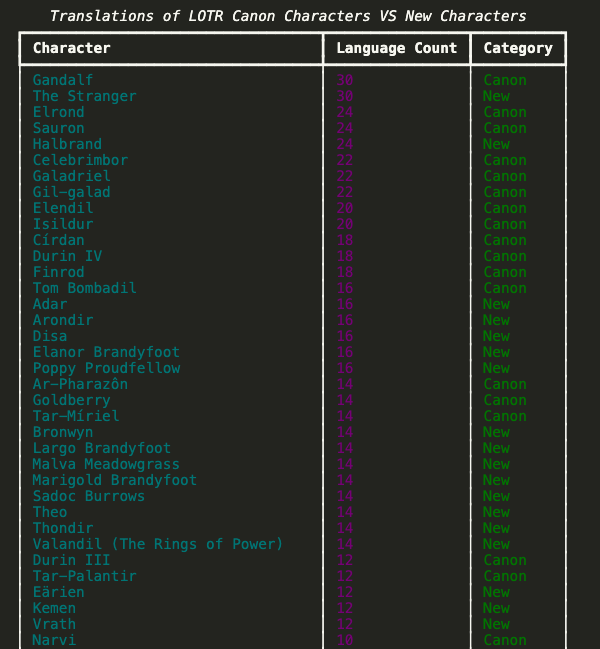 Translations of LOTR Canon Characters VS New Characters
Character Language Count Category
Gandalf 30 Canon
The Stranger 30 New
Elrond 24 Canon
Sauron 24 Canon
Halbrand 24 New
Celebrimbor 22 Canon
Galadriel 22 Canon
Gil-galad 22 Canon
Elendil 20 Canon
Isildur 20 Canon
Círdan 18 Canon
Durin IV 18 Canon
Finrod 18 Canon
Tom Bombadil 16 Canon
Adar 16 New
Arondir 16 New
Disa 16 New
Elanor Brandyfoot 16 New
Poppy Proudfellow 16 New
Ar-Pharazôn 14 Canon
Goldberry 14 Canon
Tar-Míriel 14 Canon
Bronwyn 14 New
Largo Brandyfoot 14 New
Malva Meadowgrass 14 New
Marigold Brandyfoot 14 New
Sadoc Burrows 14 New
Theo 14 New
Thondir 14 New
Valandil (The Rings of Power) 14 New
Durin III 12 Canon
Tar-Palantir 12 Canon
Eärien 12 New
Kemen 12 New
Vrath 12 New
Narvi 10 Canon